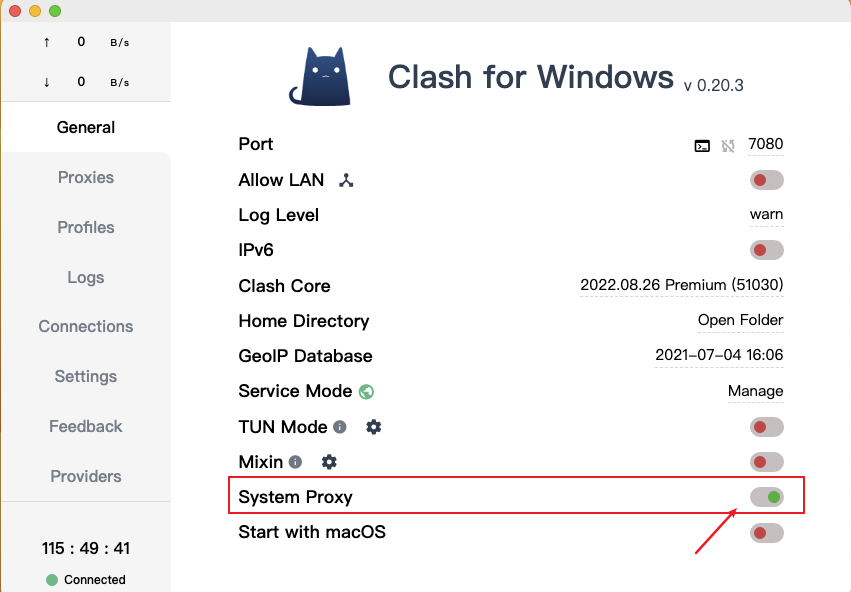 ↑ 0 B/s
↓ 0 B/s
General
Proxies
Profiles
Logs
Connections
Settings
Feedback
Providers
115 : 49 : 41
Connected
Clash for Windows v 0.20.3
Port 7080
Allow LAN
Log Level warn
IPv6
Clash Core 2022.08.26 Premium (51030)
Home Directory Open Folder
GeoIP Database 2021-07-04 16:06
Service Mode Manage
TUN Mode
Mixin
System Proxy
Start with macOS